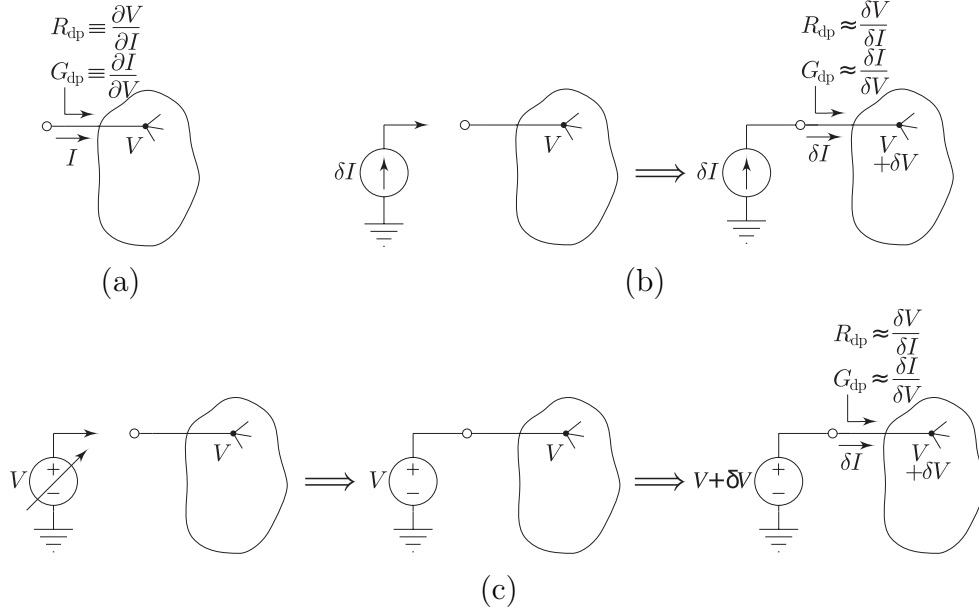 R_dp ≡ ∂V/∂I
G_dp ≡ ∂I/∂V
I
V
(a)
δI
V
⟹
R_dp ≈ δV/δI
G_dp ≈ δI/δV
δI
δI
V
+δV
(b)
V
+
−
V
⟹
V
+
−
V
⟹
R_dp ≈ δV/δI
G_dp ≈ δI/δV
V+δV
+
−
δI
V
+δV
(c)